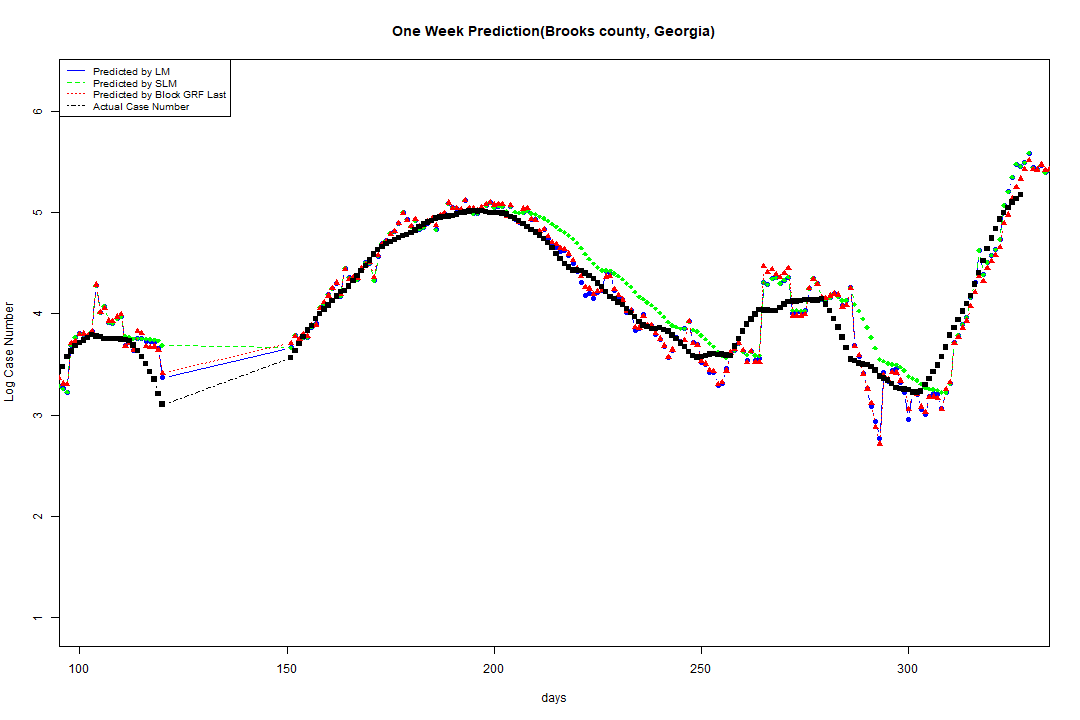 One Week Prediction(Brooks county, Georgia)
Predicted by LM
Predicted by SLM
Predicted by Block GRF Last
Actual Case Number
6
5
4
3
2
1
Log Case Number
100 150 200 250 300
days